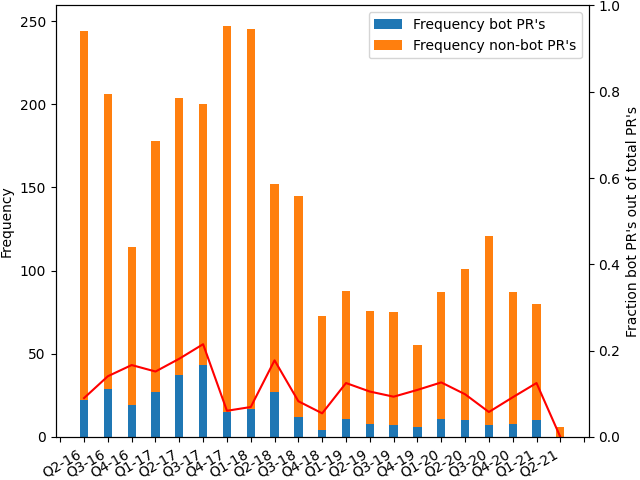 Frequency bot PR's
Frequency non-bot PR's
250
200
150
100
50
0
Frequency
1.0
0.8
0.6
0.4
0.2
0.0
Fraction bot PR's out of total PR's
Q2-16
Q3-16
Q4-16
Q1-17
Q2-17
Q3-17
Q4-17
Q1-18
Q2-18
Q3-18
Q4-18
Q1-19
Q2-19
Q3-19
Q4-19
Q1-20
Q2-20
Q3-20
Q4-20
Q1-21
Q2-21